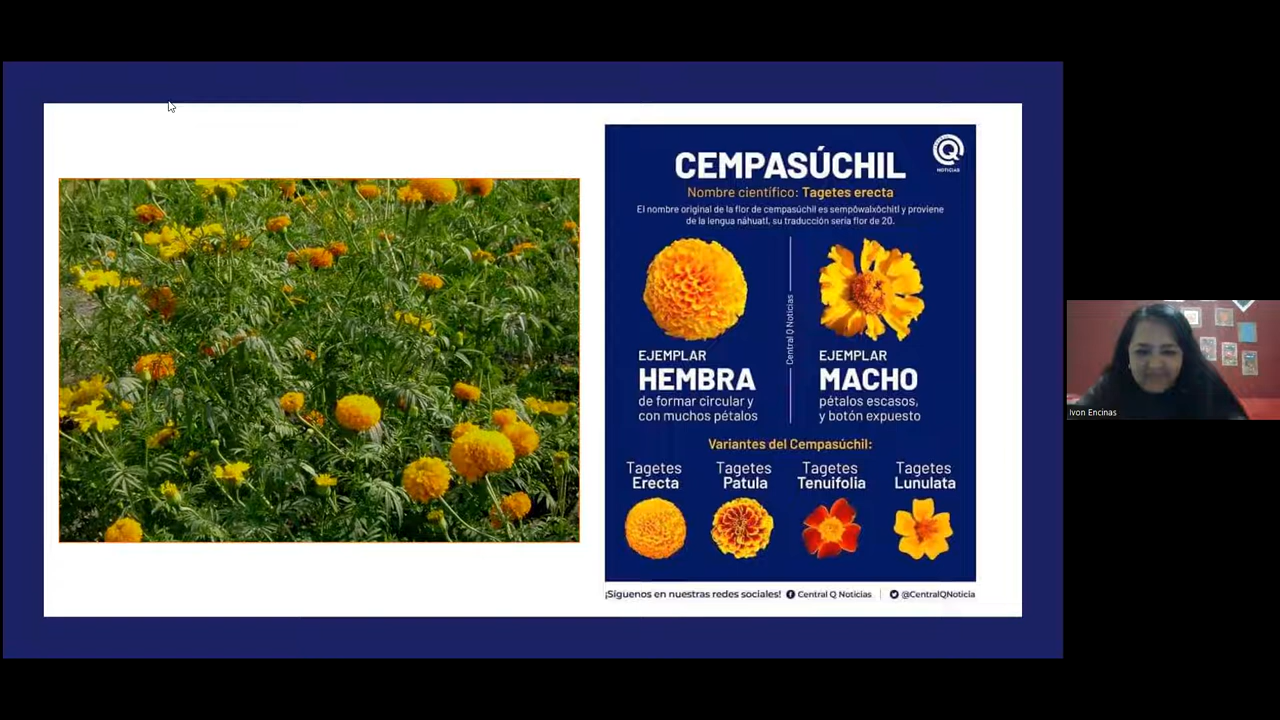 CEMPASÚCHIL
NOTICIAS
Nombre científico: Tagetes erecta
El nombre original de la flor de cempasúchil es sempôwalxôchitl y proviene
de la lengua náhuatl, su traducción sería flor de 20.
Central Q Noticias
EJEMPLAR
HEMBRA
de formar circular y
con muchos pétalos
EJEMPLAR
MACHO
pétalos escasos,
y botón expuesto
Variantes del Cempasúchil:
Tagetes
Erecta
Tagetes
Patula
Tagetes
Tenuifolia
Tagetes
Lunulata
¡Síguenos en nuestras redes sociales! Central Q Noticias @CentralQNoticia
Ivon Encinas